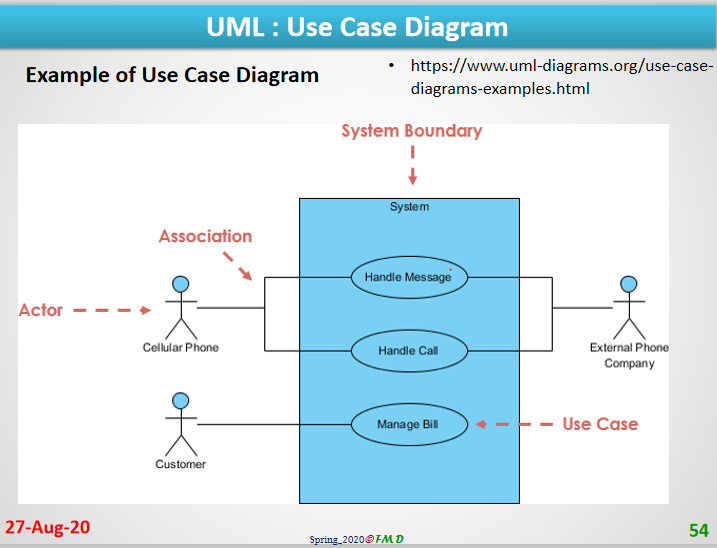 UML : Use Case Diagram
Example of Use Case Diagram
• https://www.uml-diagrams.org/use-case-
diagrams-examples.html
System Boundary
System
Association
Handle Message
Actor
Cellular Phone
Handle Call
External Phone
Company
Manage Bill
Use Case
Customer
27-Aug-20
Spring_2020©FMD
54